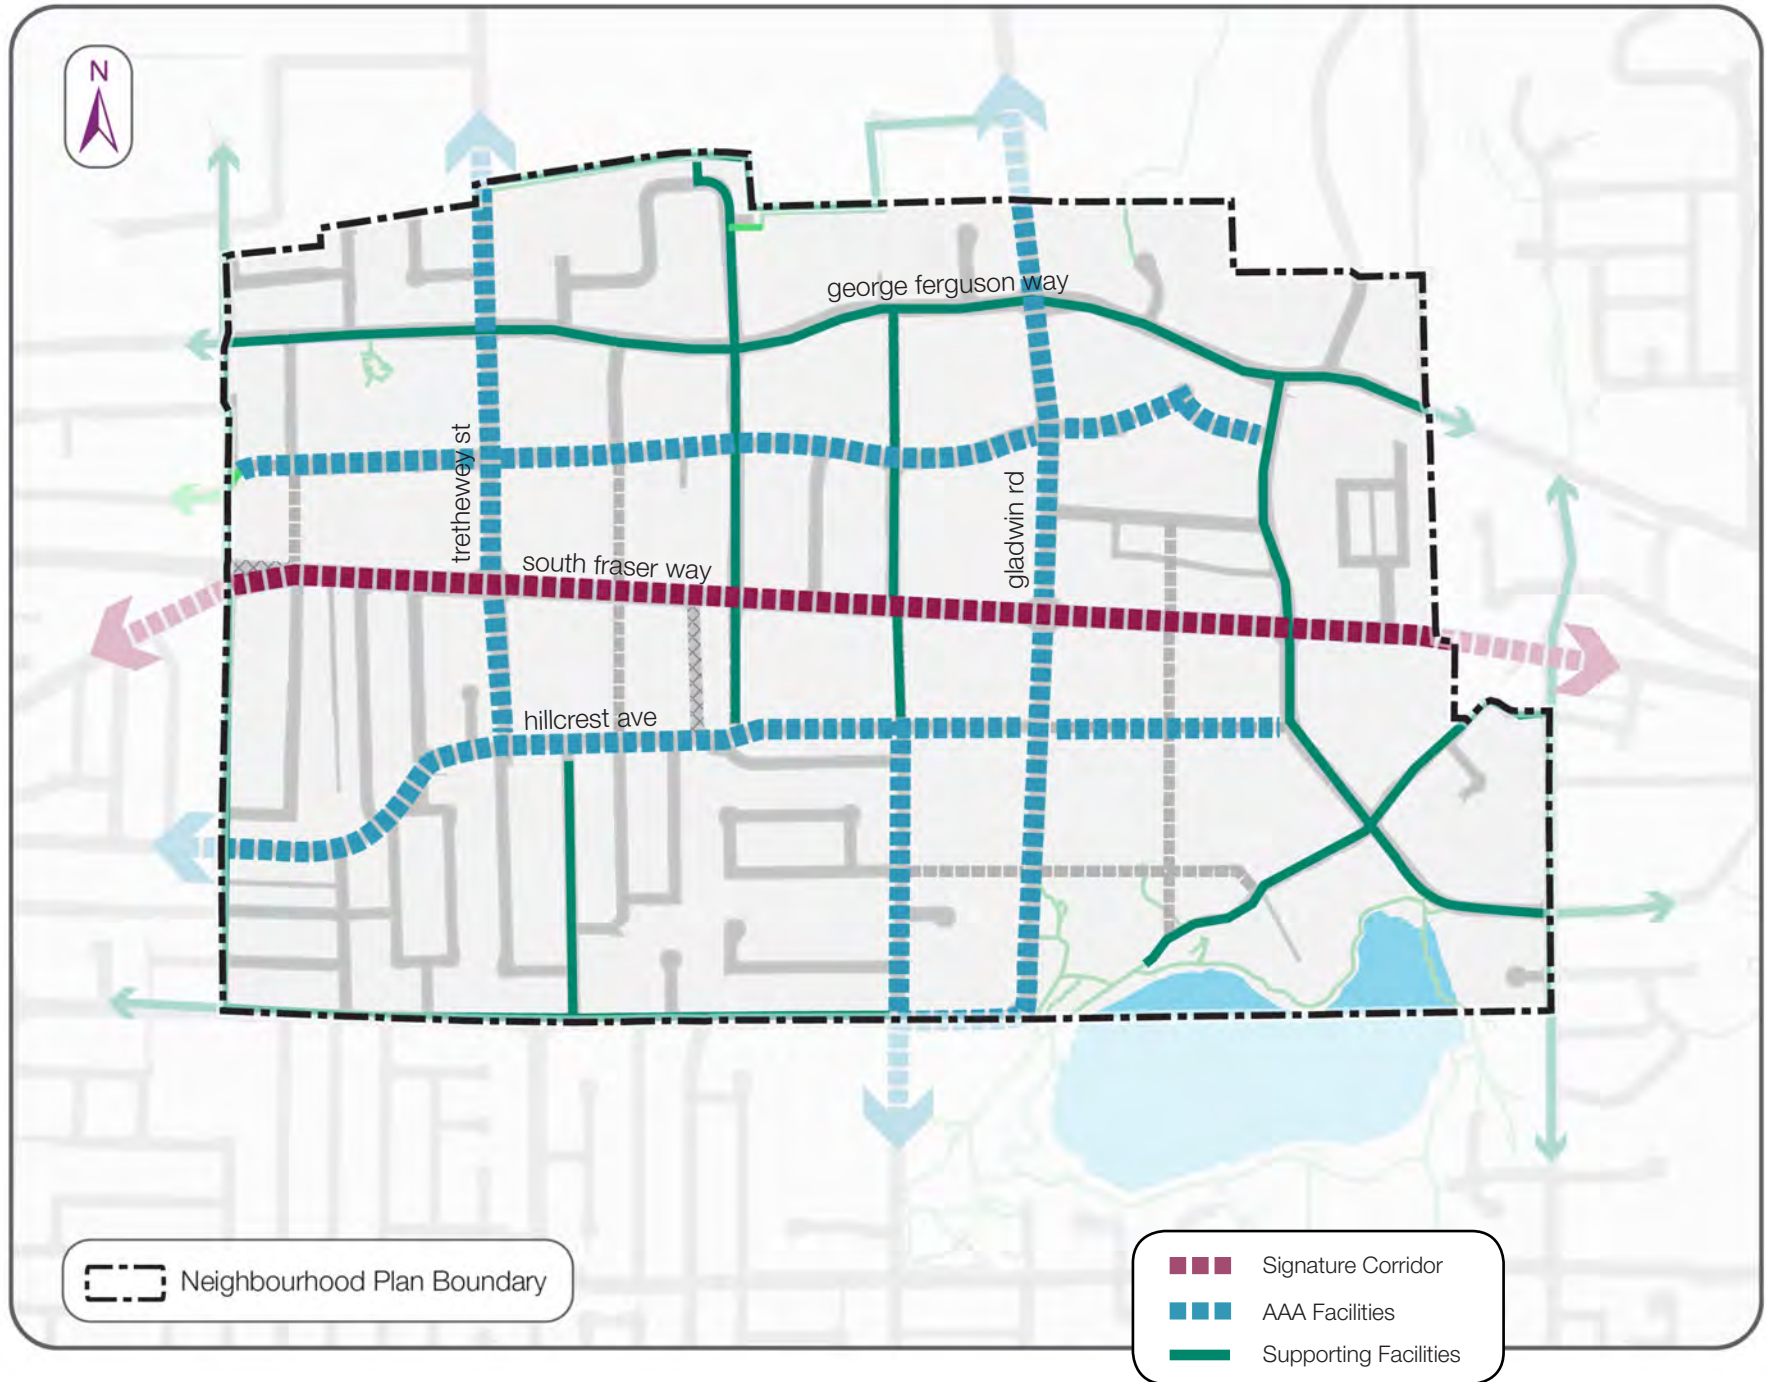 N
george ferguson way
trethewey st
gladwin rd
south fraser way
hillcrest ave
Neighbourhood Plan Boundary
Signature Corridor
AAA Facilities
Supporting Facilities